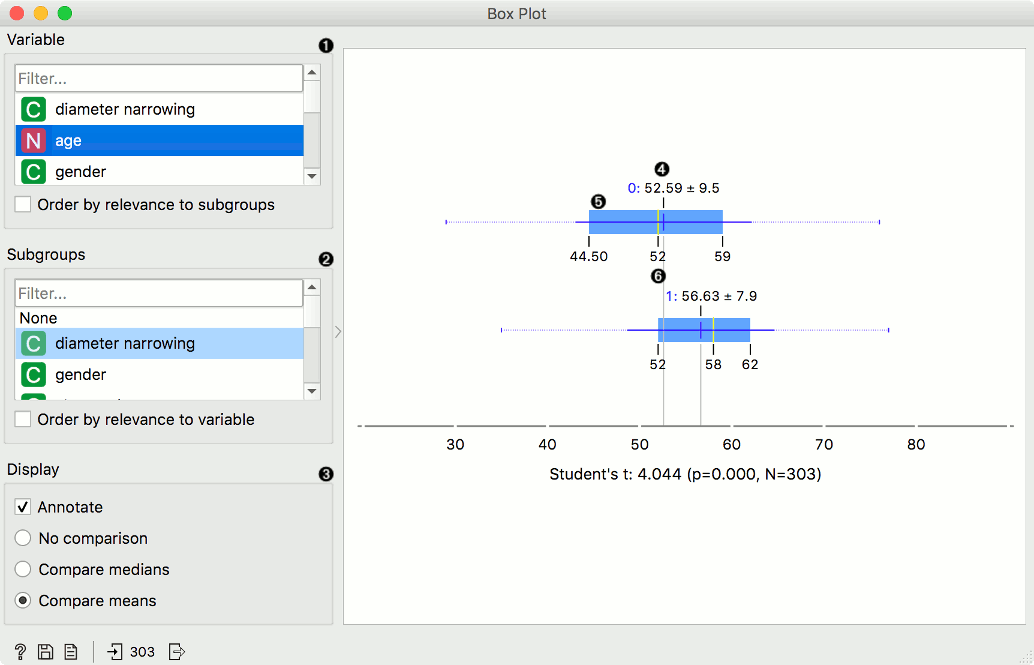 Box Plot
Variable
❶
Filter...
C diameter narrowing
N age
C gender
Order by relevance to subgroups
Subgroups
❷
Filter...
None
C diameter narrowing
C gender
Order by relevance to variable
Display
❸
✓ Annotate
No comparison
Compare medians
Compare means
? 303
❹
0: 52.59 ± 9.5
❺
44.50 52 59
❻
1: 56.63 ± 7.9
52 58 62
30 40 50 60 70 80
Student's t: 4.044 (p=0.000, N=303)